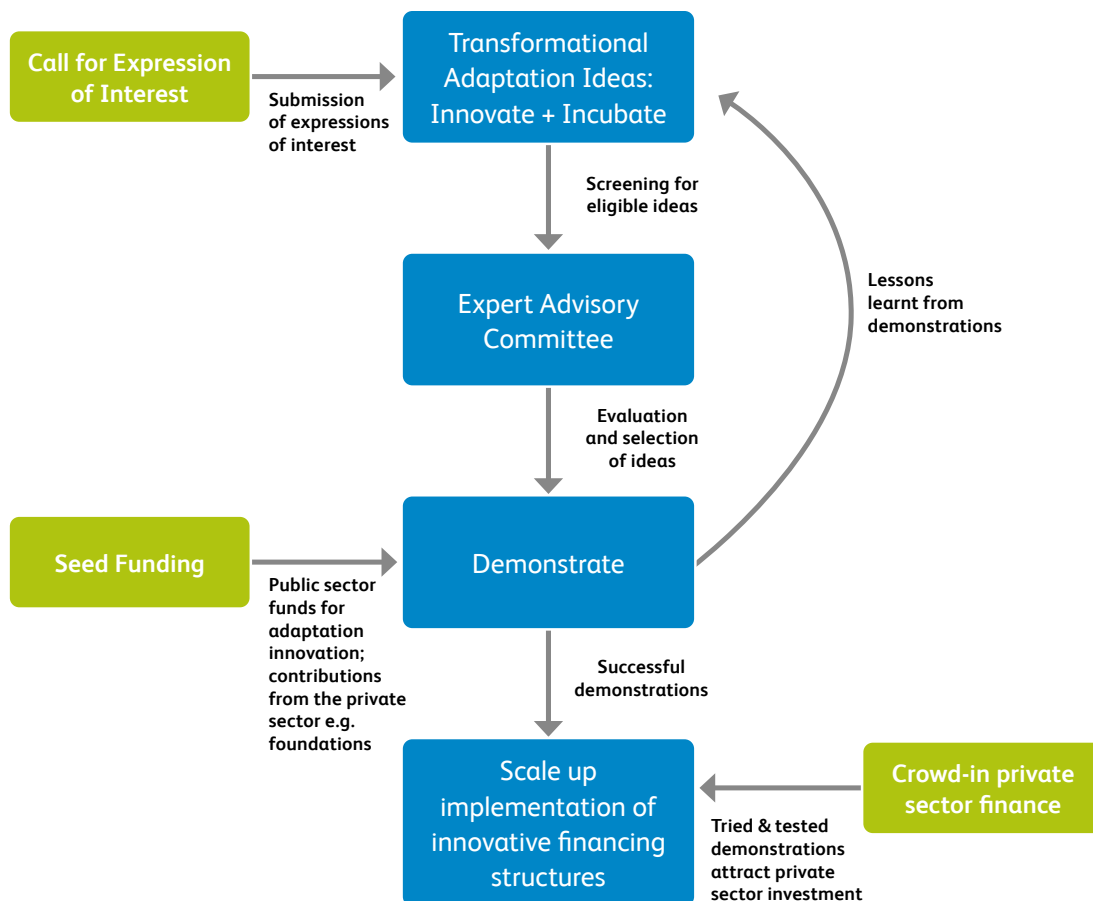 Call for Expression
of Interest
Submission
of expressions
of interest
Transformational
Adaptation Ideas:
Innovate + Incubate
Screening for
eligible ideas
Expert Advisory
Committee
Lessons
learnt from
demonstrations
Evaluation
and selection
of ideas
Seed Funding
Public sector
funds for
adaptation
innovation;
contributions
from the private
sector e.g.
foundations
Demonstrate
Successful
demonstrations
Scale up
implementation of
innovative financing
structures
Crowd-in private
sector finance
Tried & tested
demonstrations
attract private
sector investment